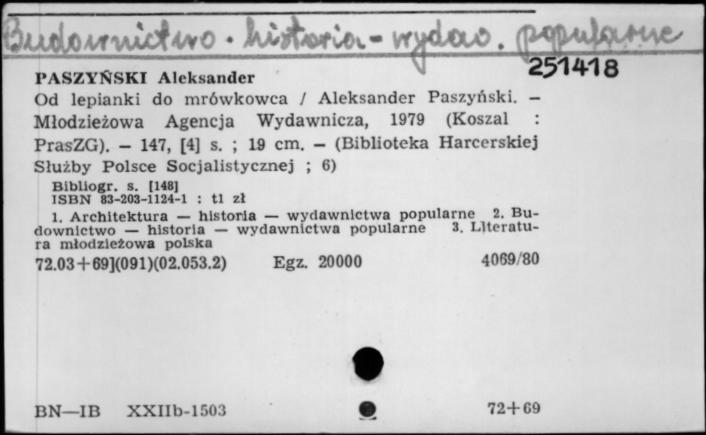 Budownictwo - historia - wydaw. popularne
251418
PASZYŃSKI Aleksander
Od lepianki do mrówkowca / Aleksander Paszyński. —
Młodzieżowa Agencja Wydawnicza, 1979 (Koszal :
PrasZG). — 147, [4] s. ; 19 cm. — (Biblioteka Harcerskiej
Służby Polsce Socjalistycznej ; 6)
Bibliogr. s. [148]
ISBN 83-203-1124-1 : tl zł
1. Architektura — historia — wydawnictwa popularne 2. Bu-
downictwo — historia — wydawnictwa popularne 3. Literatu-
ra młodzieżowa polska
72.03+69](091)(02.053.2) Egz. 20000 4069/80
BN—IB XXIIb-1503 72+69